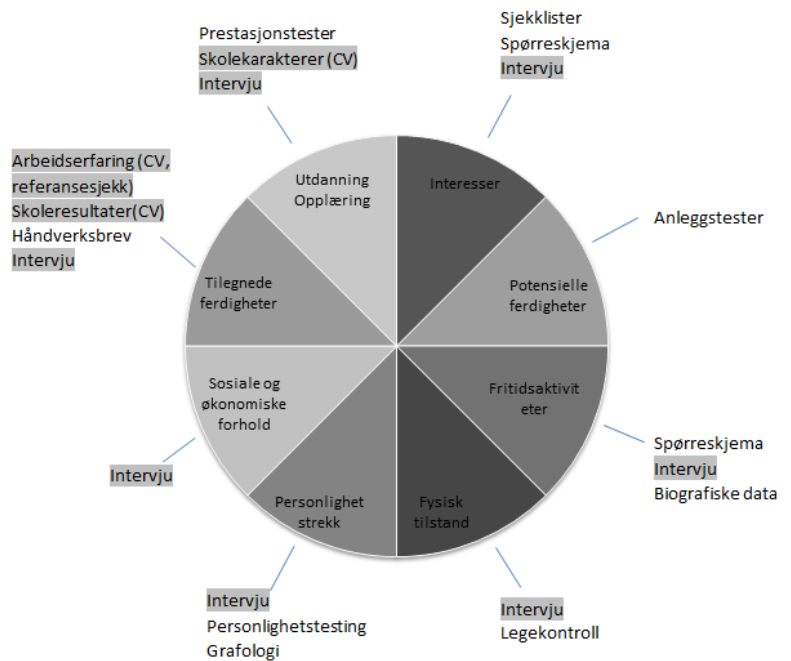 Prestasjonstester
Skolekarakterer (CV)
Intervju
Sjekklister
Spørreskjema
Intervju
Arbeidserfaring (CV,
referansesjekk)
Skoleresultater(CV)
Håndverksbrev
Intervju
Utdanning
Opplæring
Interesser
Anleggstester
Tilegnede
ferdigheter
Potensielle
ferdigheter
Sosiale og
økonomiske
forhold
Fritidsaktivit
eter
Intervju
Spørreskjema
Intervju
Biografiske data
Personlighet
strekk
Fysisk
tilstand
Intervju
Personlighetstesting
Grafologi
Intervju
Legekontroll